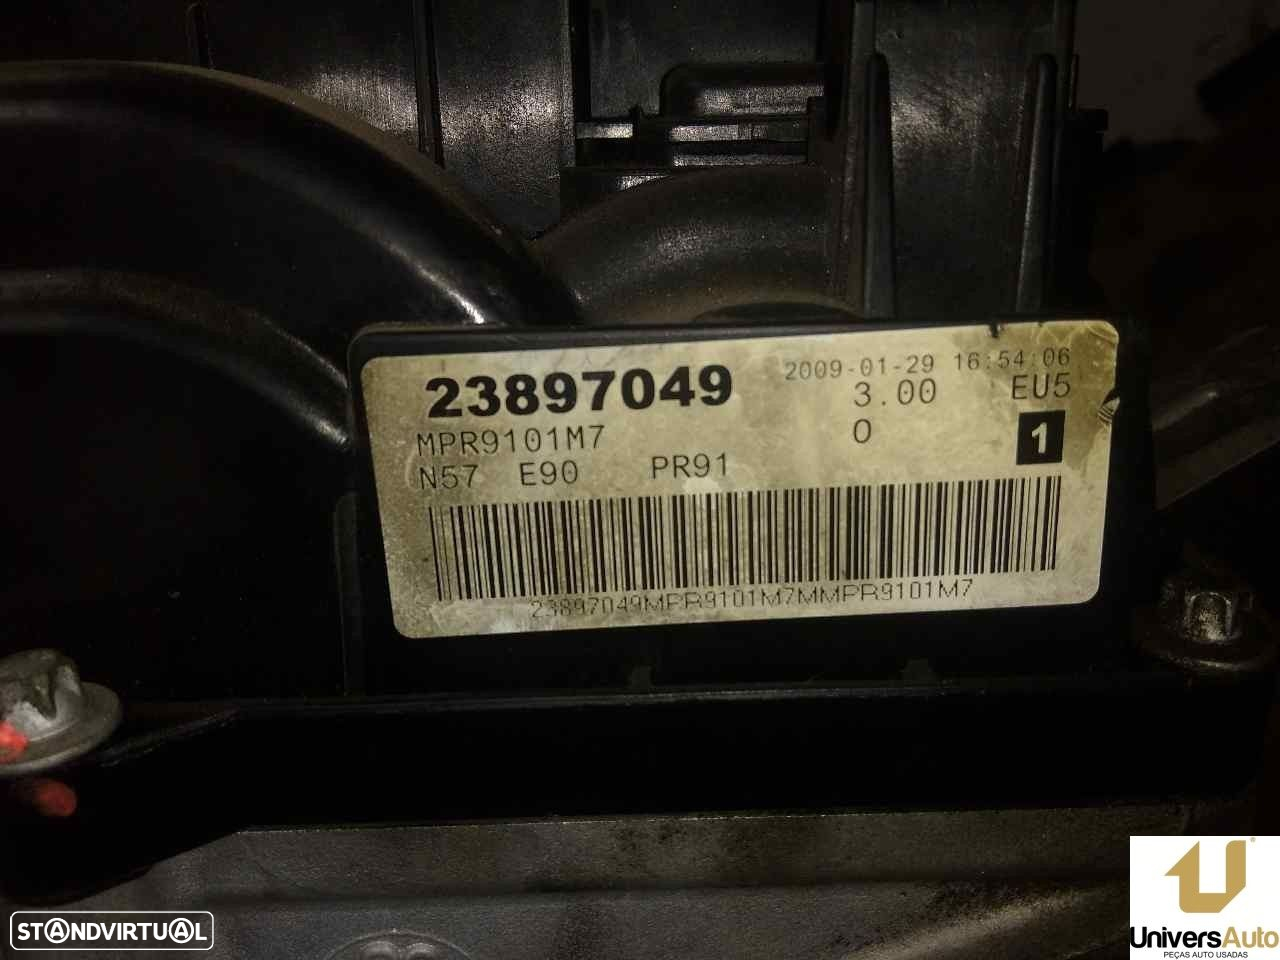 23897049
2009-01-29 16:54:06
3.00
EU5
MPR9101M7
0
1
N57 E90 PR91
23897049MPR9101M7MMPR9101M7
STANDVIRTUAL
UniversAuto
PEÇAS AUTO USADAS